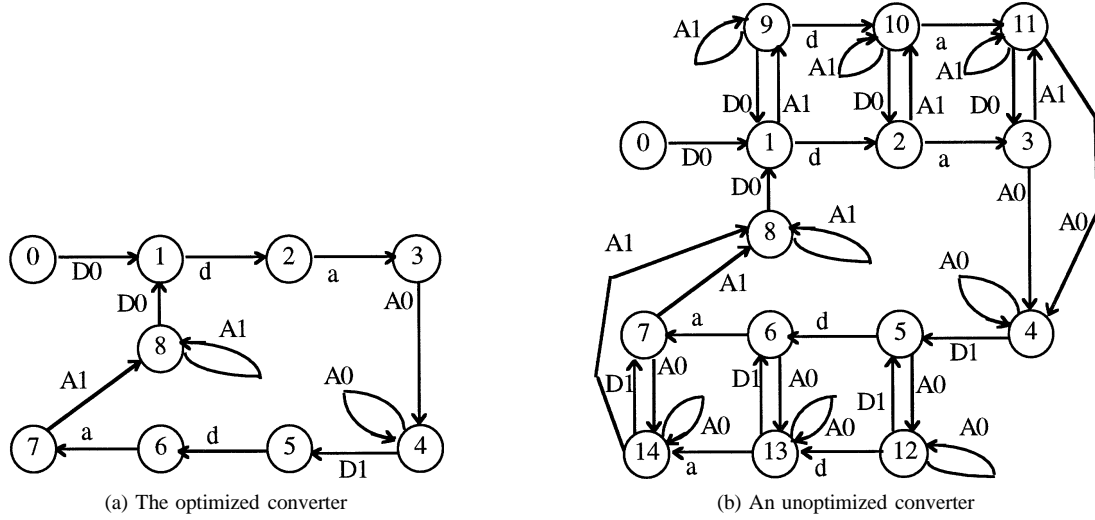 9 d 10 a 11
A1 A1 A1
D0 A1 D0 A1 D0 A1
0 D0 1 d 2 a 3
D0 A0
A1 8 A1 A0
A0
7 a 6 d 5 D1 4
A1
D1 A0 D1 A0 D1 A0
A0 A0 A0
14 a 13 d 12
0 D0 1 d 2 a 3
D0 A0
8 A1
A1 A0
7 a 6 d 5 D1 4
(a) The optimized converter
(b) An unoptimized converter